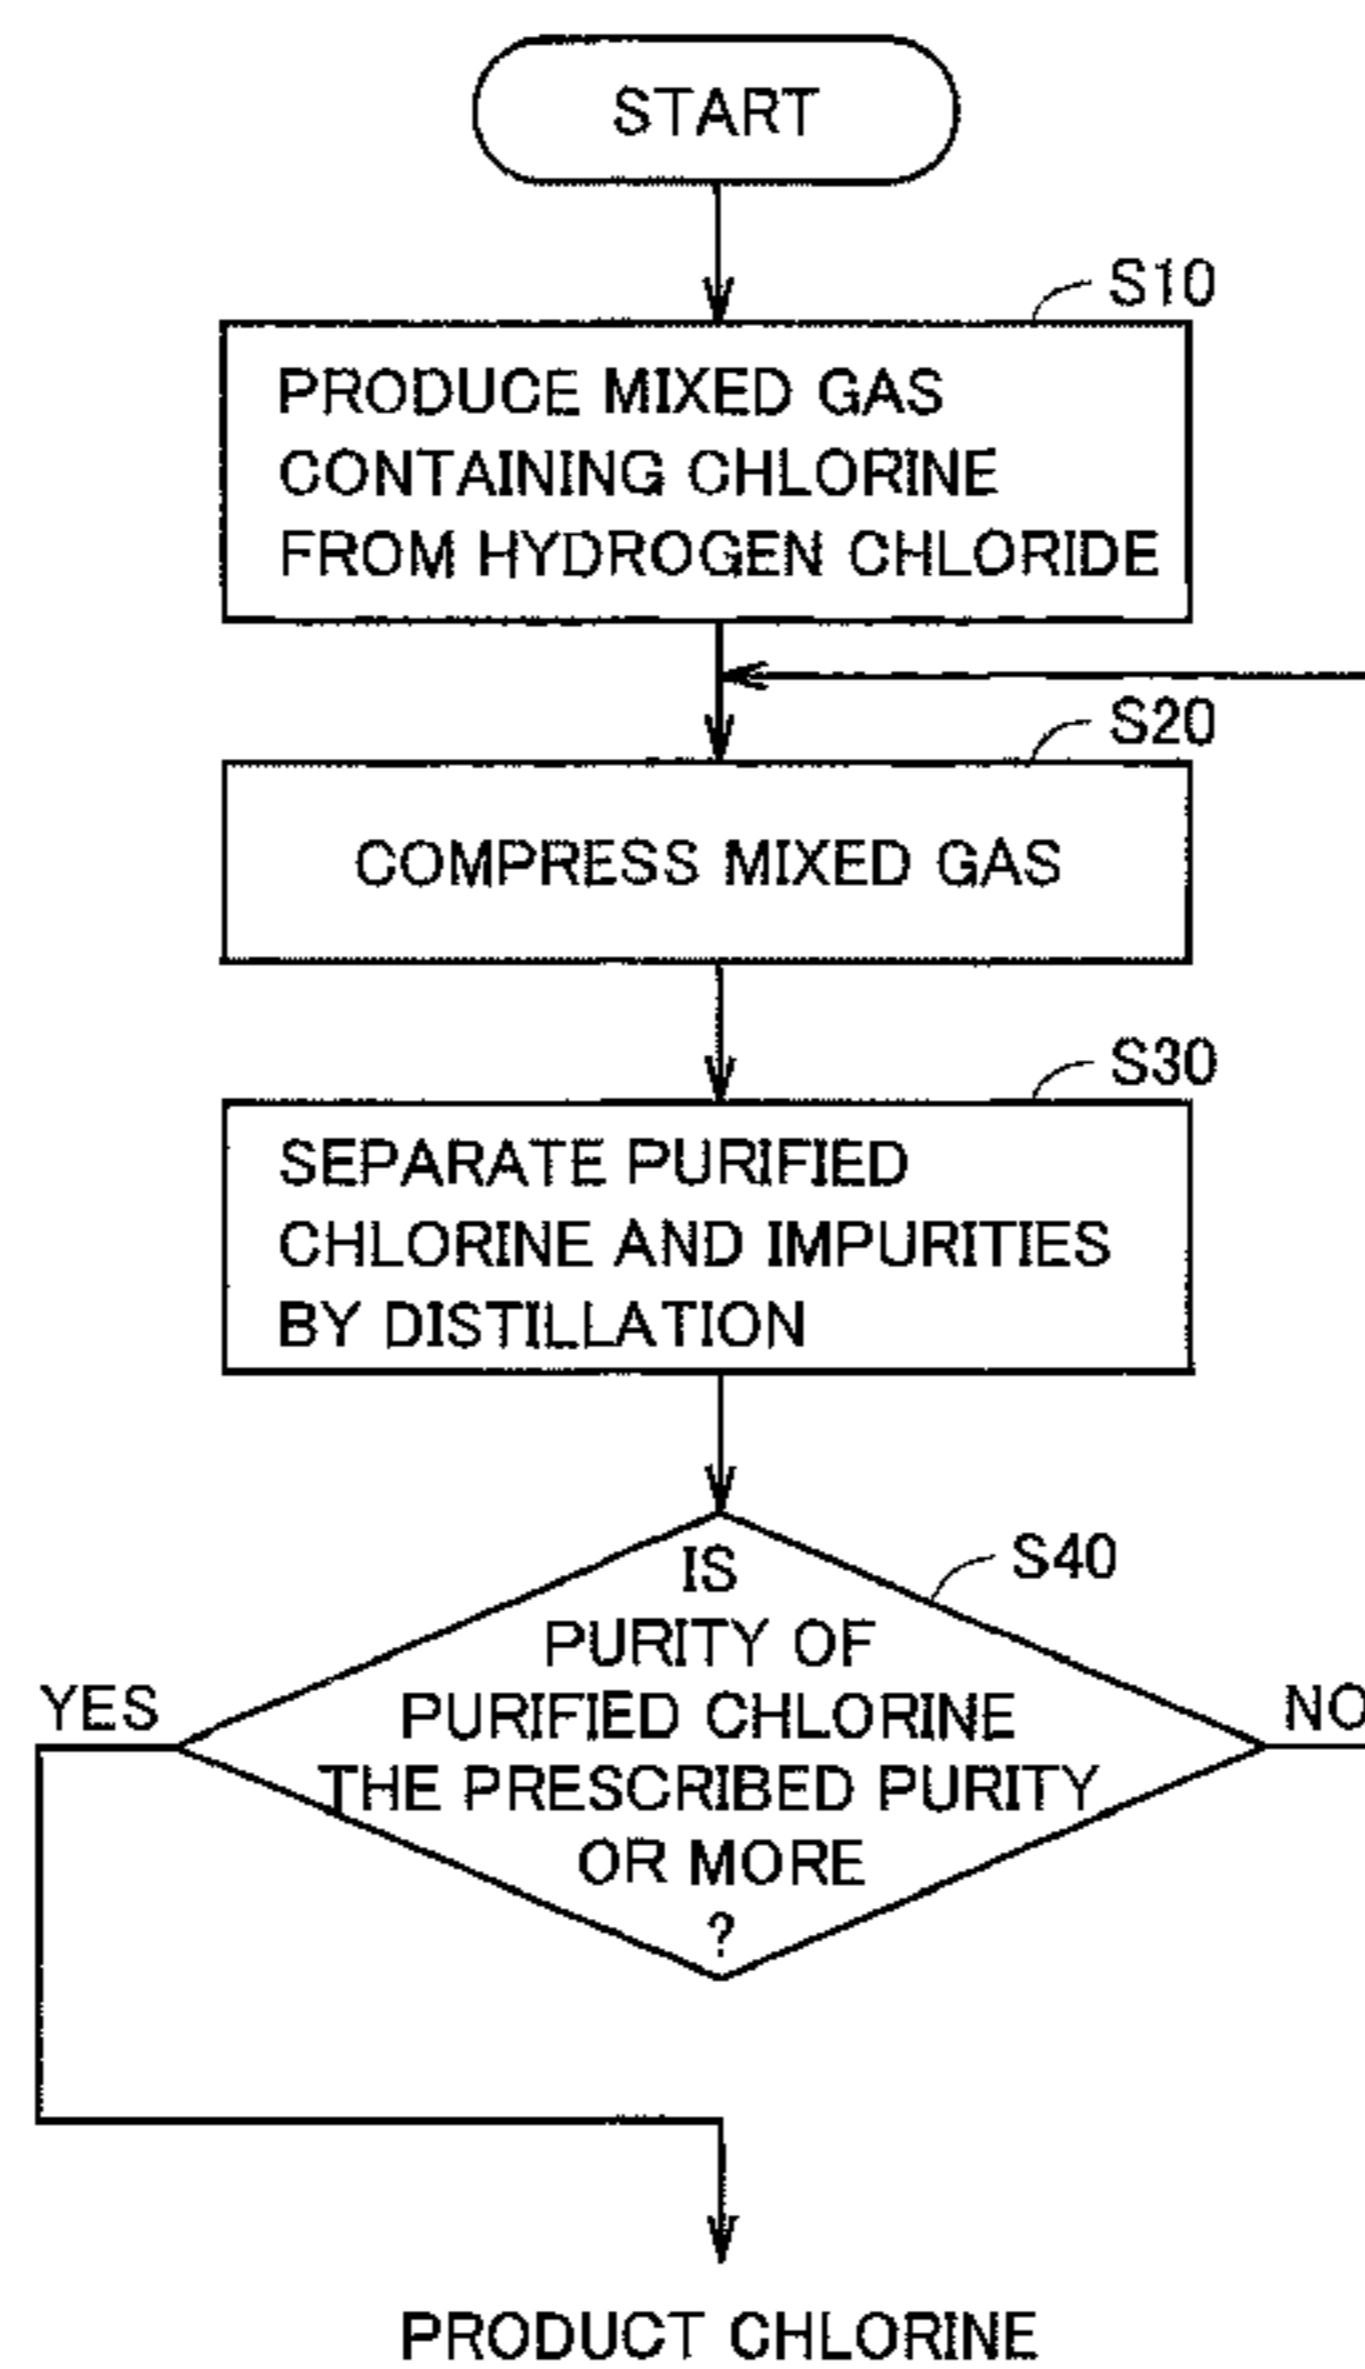 START
S10
PRODUCE MIXED GAS
CONTAINING CHLORINE
FROM HYDROGEN CHLORIDE
S20
COMPRESS MIXED GAS
S30
SEPARATE PURIFIED
CHLORINE AND IMPURITIES
BY DISTILLATION
S40
IS
PURITY OF
PURIFIED CHLORINE
THE PRESCRIBED PURITY
OR MORE
?
YES
NO
PRODUCT CHLORINE